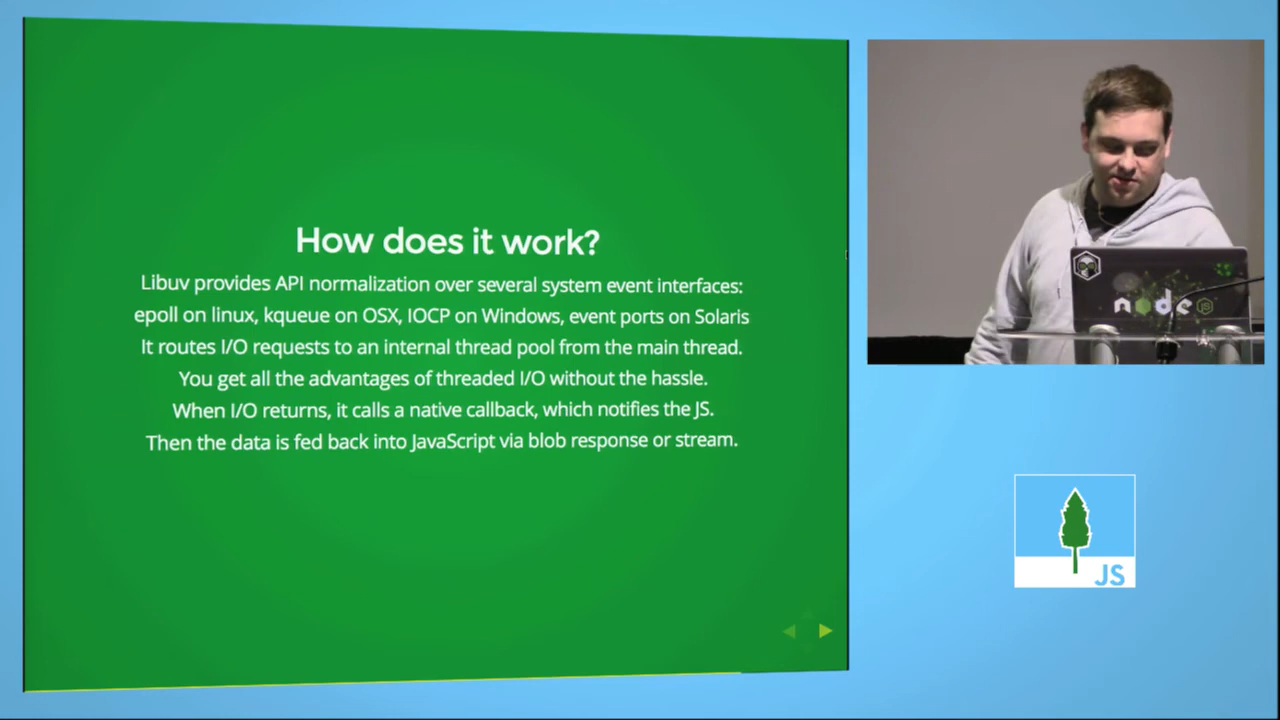 How does it work?
Libuv provides API normalization over several system event interfaces:
epoll on linux, kqueue on OSX, IOCP on Windows, event ports on Solaris
It routes I/O requests to an internal thread pool from the main thread.
You get all the advantages of threaded I/O without the hassle.
When I/O returns, it calls a native callback, which notifies the JS.
Then the data is fed back into JavaScript via blob response or stream.
node
JS